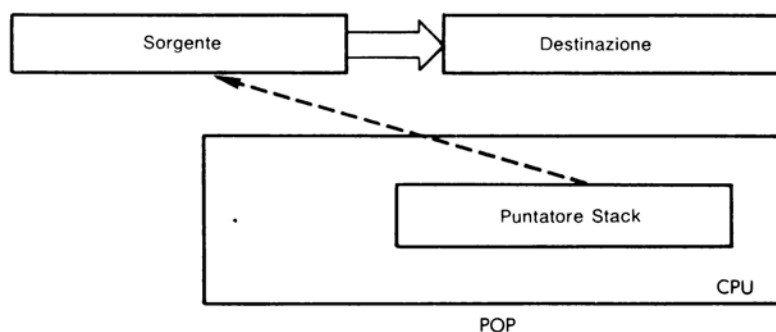 Sorgente
Destinazione
Puntatore Stack
CPU
POP